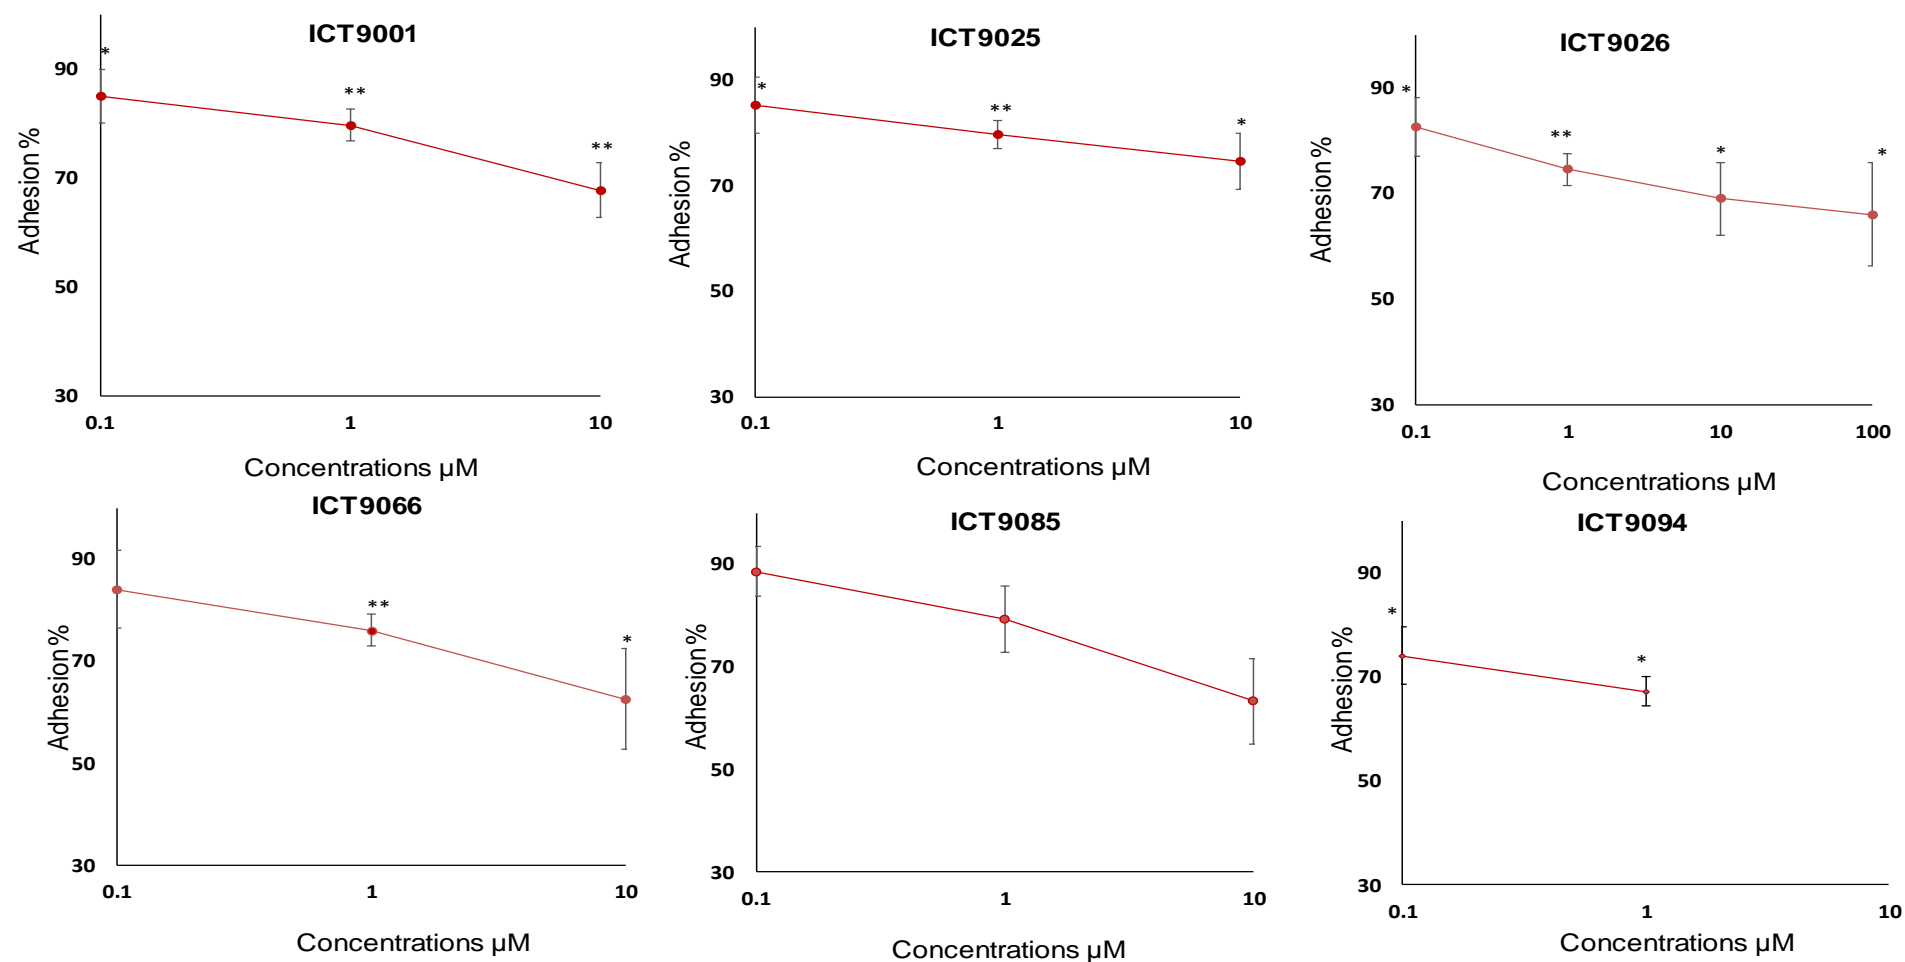 ICT9001
*
90
**
**
Adhesion %
70
50
30
0.1 1 10
Concentrations µM
ICT9025
90
*
**
*
Adhesion %
70
50
30
0.1 1 10
Concentrations µM
ICT9026
90
*
**
*
*
Adhesion %
70
50
30
0.1 1 10 100
Concentrations µM
ICT9066
90
**
*
Adhesion %
70
50
30
0.1 1 10
Concentrations µM
ICT9085
90
Adhesion %
70
50
30
0.1 1 10
Concentrations µM
ICT9094
90
*
*
Adhesion %
70
50
30
0.1 1 10
Concentrations µM